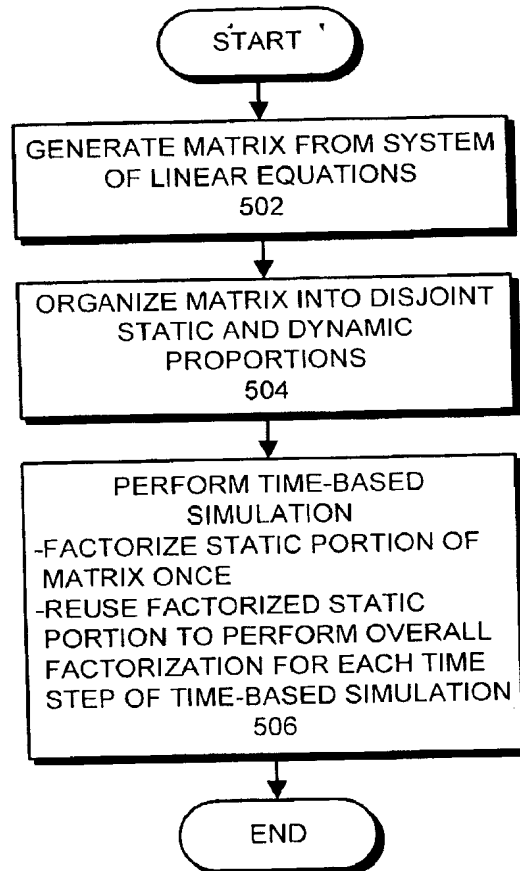 START
GENERATE MATRIX FROM SYSTEM
OF LINEAR EQUATIONS
502
ORGANIZE MATRIX INTO DISJOINT
STATIC AND DYNAMIC
PROPORTIONS
504
PERFORM TIME-BASED
SIMULATION
-FACTORIZE STATIC PORTION OF
MATRIX ONCE
-REUSE FACTORIZED STATIC
PORTION TO PERFORM OVERALL
FACTORIZATION FOR EACH TIME
STEP OF TIME-BASED SIMULATION
506
END